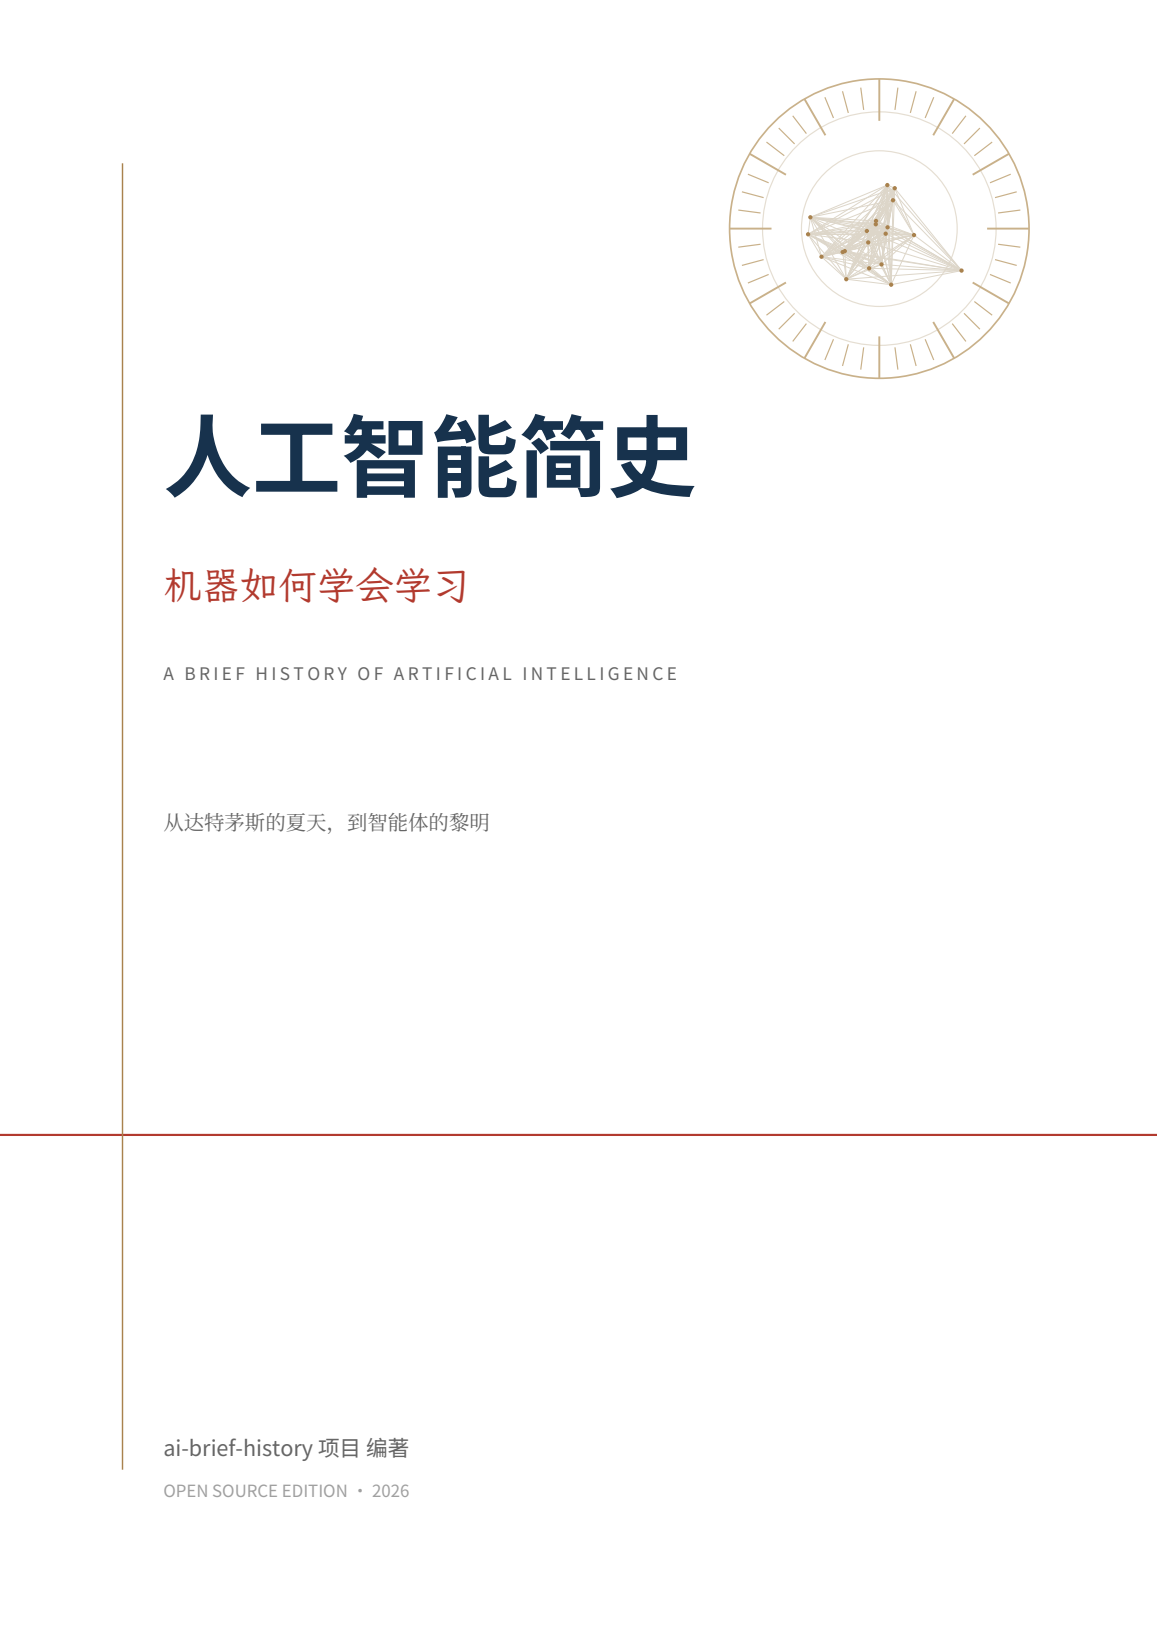 人工智能简史
机器如何学会学习
A BRIEF HISTORY OF ARTIFICIAL INTELLIGENCE
从达特茅斯的夏天，到智能体的黎明
ai-brief-history 项目 编著
OPEN SOURCE EDITION · 2026